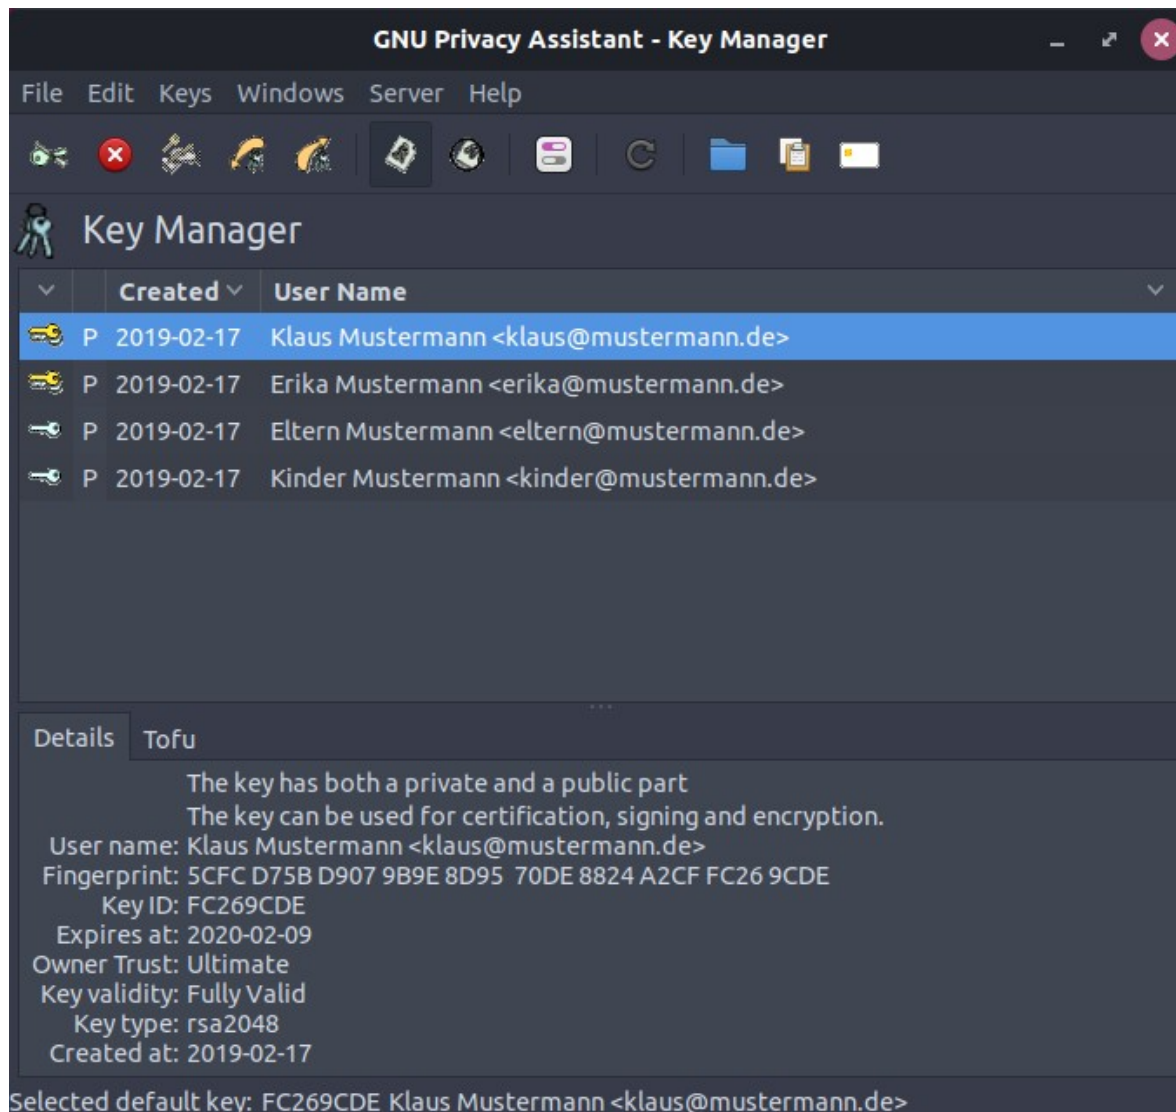 GNU Privacy Assistant - Key Manager
File Edit Keys Windows Server Help
Key Manager
Created User Name
P 2019-02-17 Klaus Mustermann <klaus@mustermann.de>
P 2019-02-17 Erika Mustermann <erika@mustermann.de>
P 2019-02-17 Eltern Mustermann <eltern@mustermann.de>
P 2019-02-17 Kinder Mustermann <kinder@mustermann.de>
Details Tofu
The key has both a private and a public part
The key can be used for certification, signing and encryption.
User name: Klaus Mustermann <klaus@mustermann.de>
Fingerprint: 5CFC D75B D907 9B9E 8D95 70DE 8824 A2CF FC26 9CDE
Key ID: FC269CDE
Expires at: 2020-02-09
Owner Trust: Ultimate
Key validity: Fully Valid
Key type: rsa2048
Created at: 2019-02-17
Selected default key: FC269CDE Klaus Mustermann <klaus@mustermann.de>